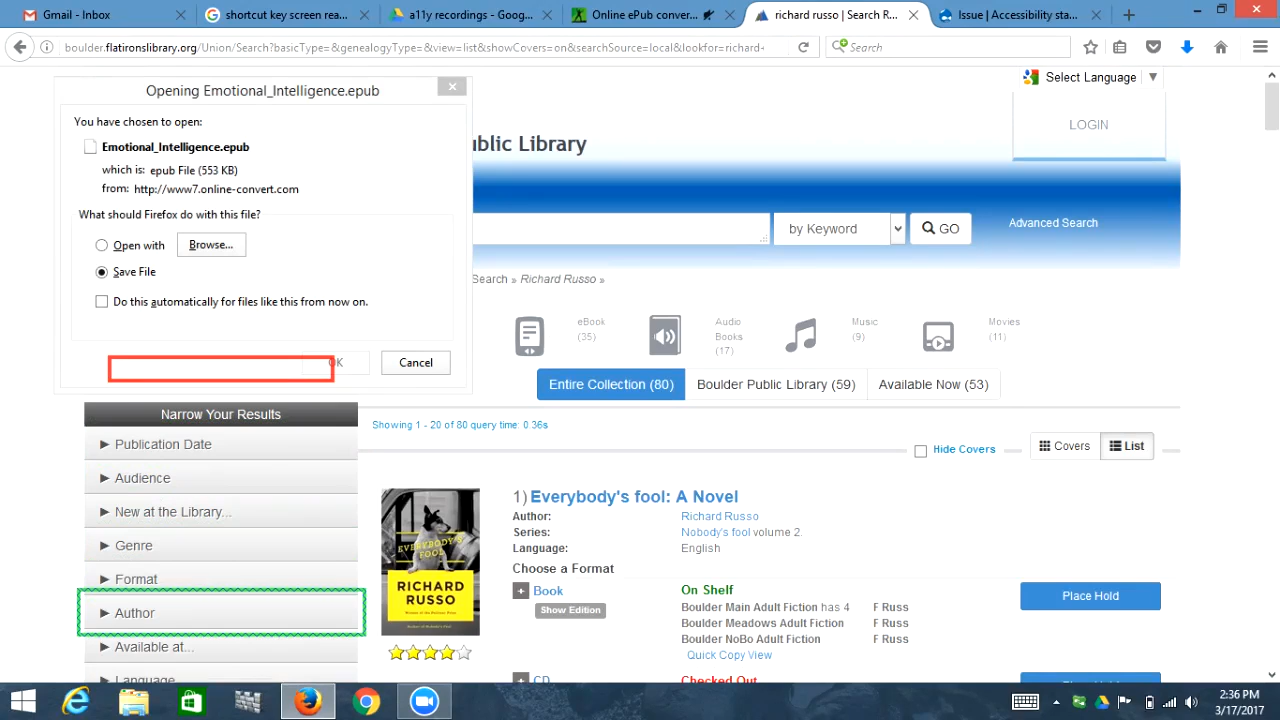 Inbox
shortcut key screen rea...
a11y recordings - Goog...
Online ePub conver...
richard russo | Search R...
Issue | Accessibility sta...
boulder.flatironslibrary.org/Union/Search?basicType=&genealogyType=&view=list&showCovers=on&searchSource=local&lookfor=richard-
Search
Select Language
Opening Emotional_Intelligence.epub
You have chosen to open:
LOGIN
Emotional_Intelligence.epub
ublic Library
which is: epub File (553 KB)
from: http://www7.online-convert.com
What should Firefox do with this file?
by Keyword
GO
Advanced Search
Open with
Browse...
Save File
Search » Richard Russo »
Do this automatically for files like this from now on.
eBook
(35)
Audio
Books
(17)
Music
(9)
Movies
(11)
OK
Cancel
Entire Collection (80)
Boulder Public Library (59)
Available Now (53)
Narrow Your Results
Showing 1 - 20 of 80 query time: 0.36s
Publication Date
Hide Covers
Covers
List
Audience
New at the Library...
Genre
Format
Author
Available at...
Language
EVERYBODY'S
FOOL
RICHARD
RUSSO
1) Everybody's fool: A Novel
Author: Richard Russo
Series: Nobody's fool volume 2.
Language: English
Choose a Format
+ Book
On Shelf
Place Hold
Show Edition
Boulder Main Adult Fiction has 4 F Russ
Boulder Meadows Adult Fiction F Russ
Boulder NoBo Adult Fiction F Russ
Quick Copy View
+ CD
Checked Out
2:36 PM
3/17/2017